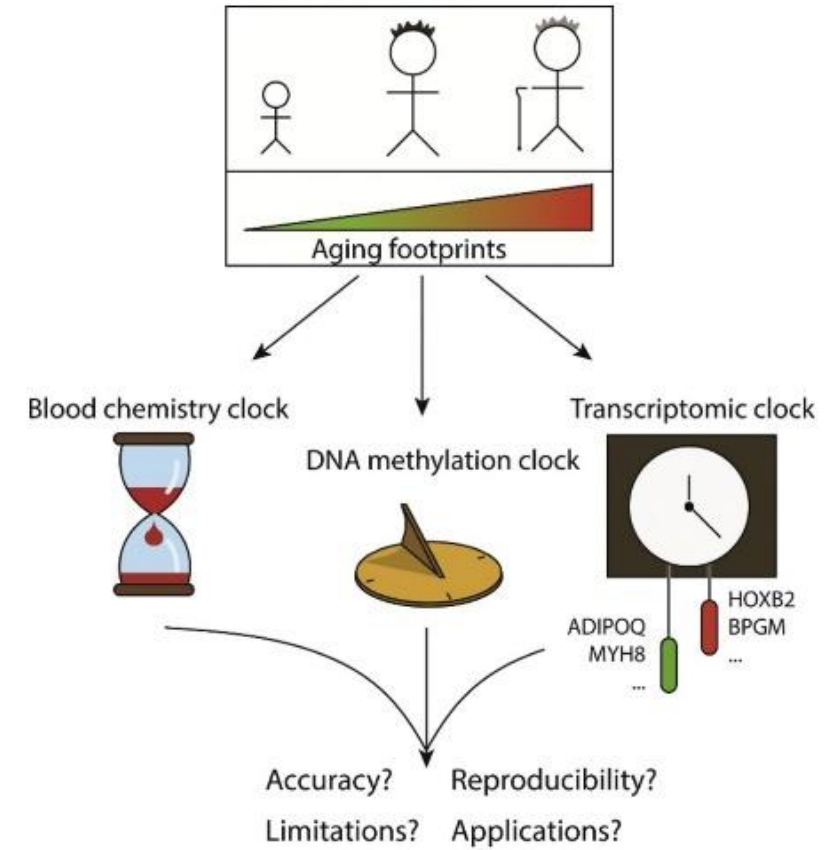 Aging footprints
Blood chemistry clock
DNA methylation clock
Transcriptomic clock
ADIPOQ
MYH8
...
HOXB2
BPGM
...
Accuracy?
Reproducibility?
Limitations?
Applications?